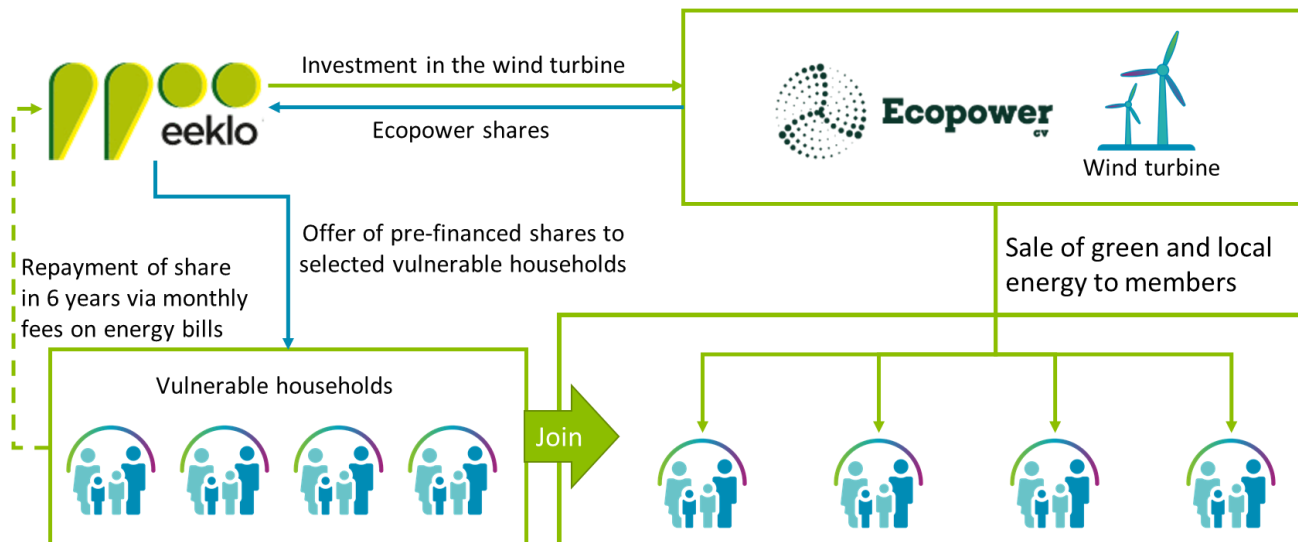 Investment in the wind turbine
eeklo
Ecopower shares
Ecopower
CV
Wind turbine
Offer of pre-financed shares to
selected vulnerable households
Sale of green and local
energy to members
Repayment of share
in 6 years via monthly
fees on energy bills
Vulnerable households
Join